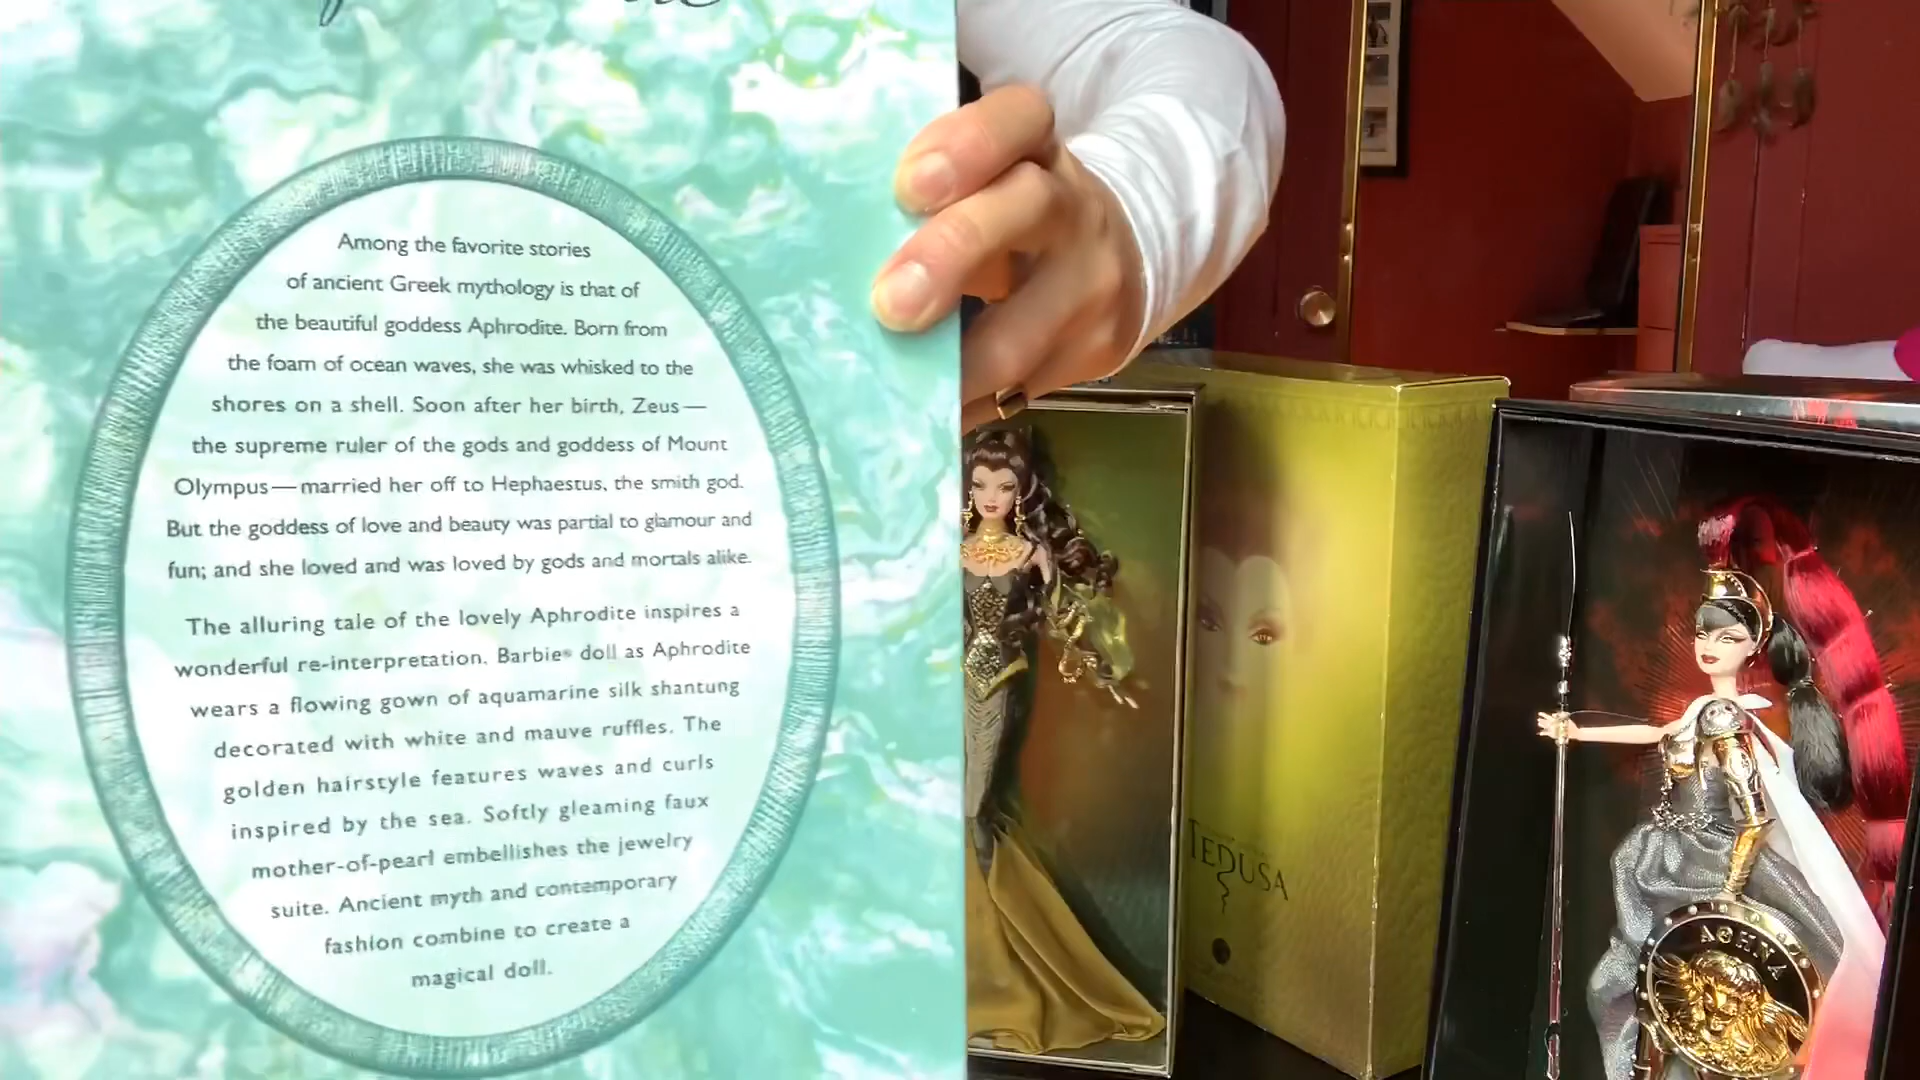 Among the favorite stories
of ancient Greek mythology is that of
the beautiful goddess Aphrodite. Born from
the foam of ocean waves, she was whisked to the
shores on a shell. Soon after her birth, Zeus—
the supreme ruler of the gods and goddess of Mount
Olympus—married her off to Hephaestus, the smith god.
But the goddess of love and beauty was partial to glamour and
fun; and she loved and was loved by gods and mortals alike.
The alluring tale of the lovely Aphrodite inspires a
wonderful re-interpretation. Barbie® doll as Aphrodite
wears a flowing gown of aquamarine silk shantung
decorated with white and mauve ruffles. The
golden hairstyle features waves and curls
inspired by the sea. Softly gleaming faux
mother-of-pearl embellishes the jewelry
suite. Ancient myth and contemporary
fashion combine to create a
magical doll.
MEDUSA
ΑΘΗΝΑ